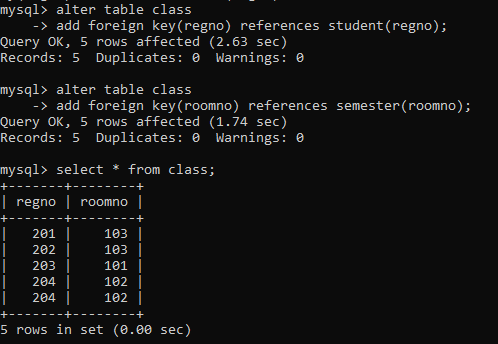 mysql> alter table class
    -> add foreign key(regno) references student(regno);
Query OK, 5 rows affected (2.63 sec)
Records: 5  Duplicates: 0  Warnings: 0

mysql> alter table class
    -> add foreign key(roomno) references semester(roomno);
Query OK, 5 rows affected (1.74 sec)
Records: 5  Duplicates: 0  Warnings: 0

mysql> select * from class;
+-------+--------+
| regno | roomno |
+-------+--------+
|   201 |    103 |
|   202 |    103 |
|   203 |    101 |
|   204 |    102 |
|   204 |    102 |
+-------+--------+
5 rows in set (0.00 sec)